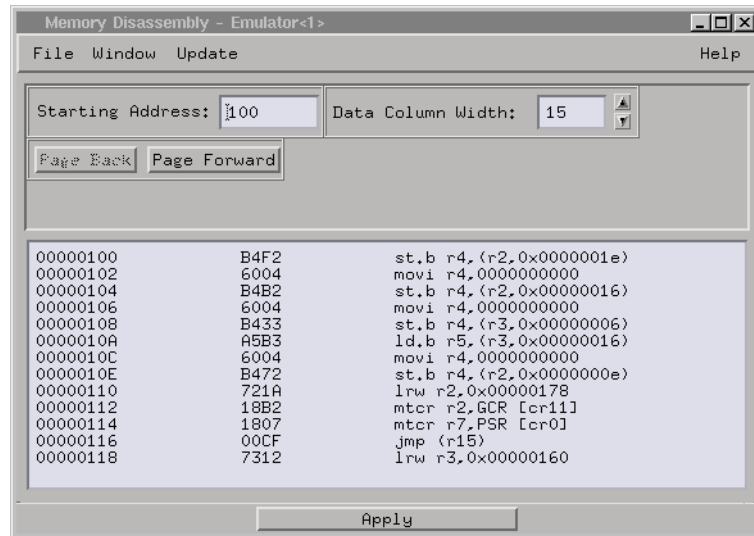 Memory Disassembly - Emulator<1>
File Window Update Help
Starting Address: 100 Data Column Width: 15
Page Back Page Forward
00000100 B4F2 st.b r4,(r2,0x0000001e)
00000102 6004 movi r4,0000000000
00000104 B4B2 st.b r4,(r2,0x00000016)
00000106 6004 movi r4,0000000000
00000108 B433 st.b r4,(r3,0x00000006)
0000010A A5B3 ld.b r5,(r3,0x00000016)
0000010C 6004 movi r4,0000000000
0000010E B472 st.b r4,(r2,0x0000000e)
00000110 721A lrw r2,0x00000178
00000112 18B2 mtcr r2,GCR [cr11]
00000114 1807 mtcr r7,PSR [cr0]
00000116 00CF jmp (r15)
00000118 7312 lrw r3,0x00000160
Apply